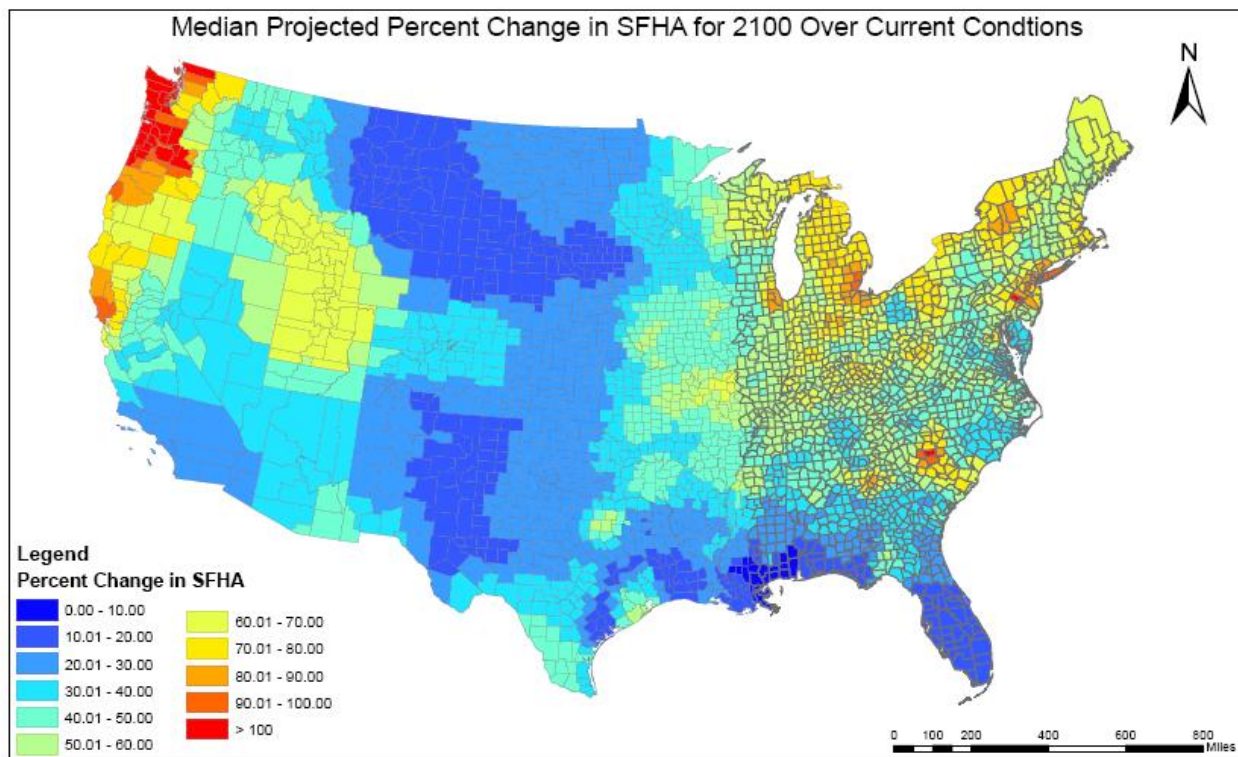 Median Projected Percent Change in SFHA for 2100 Over Current Condtions
N
Legend
Percent Change in SFHA
0.00 - 10.00
10.01 - 20.00
20.01 - 30.00
30.01 - 40.00
40.01 - 50.00
50.01 - 60.00
60.01 - 70.00
70.01 - 80.00
80.01 - 90.00
90.01 - 100.00
> 100
0 100 200 400 600 800
Miles